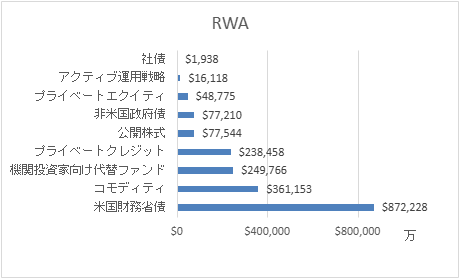 RWA
社債 $1,938
アクティブ運用戦略 $16,118
プライベートエクイティ $48,775
非米国政府債 $77,210
公開株式 $77,544
プライベートクレジット $238,458
機関投資家向け代替ファンド $249,766
コモディティ $361,153
米国財務省債 $872,228
$0 $400,000 $800,000 万